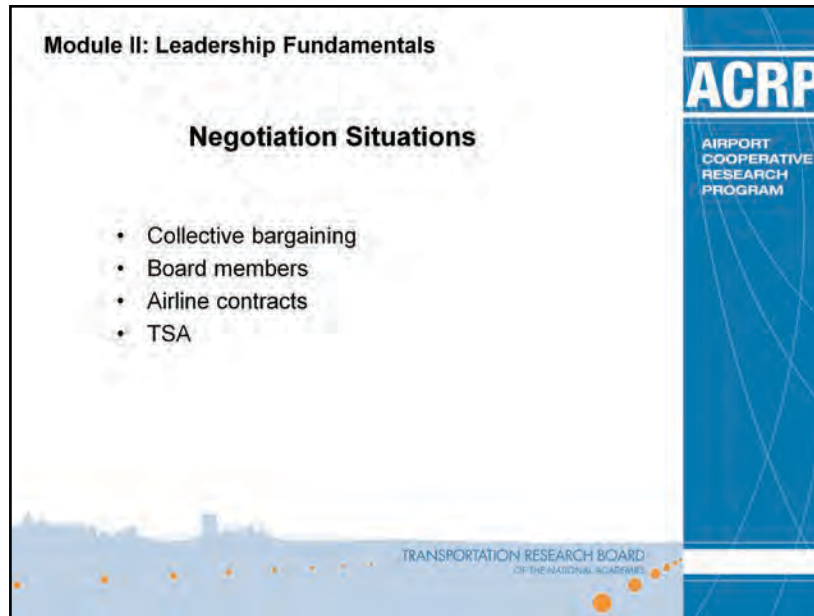 Module II: Leadership Fundamentals
Negotiation Situations
• Collective bargaining
• Board members
• Airline contracts
• TSA
ACRP
AIRPORT
COOPERATIVE
RESEARCH
PROGRAM
TRANSPORTATION RESEARCH BOARD
OF THE NATIONAL ACADEMIES